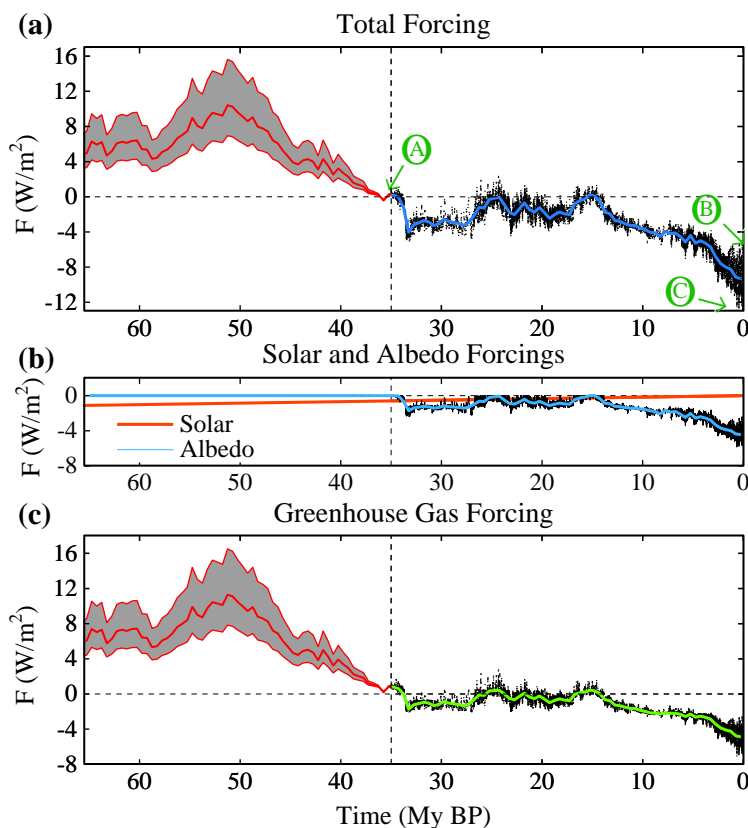 (a) Total Forcing
16
12
8
4
0
-4
-8
-12
F (W/m²)
A
B
C
60 50 40 30 20 10 0
(b) Solar and Albedo Forcings
0
-4
-8
F (W/m²)
Solar
Albedo
60 50 40 30 20 10 0
(c) Greenhouse Gas Forcing
16
12
8
4
0
-4
-8
F (W/m²)
60 50 40 30 20 10 0
Time (My BP)